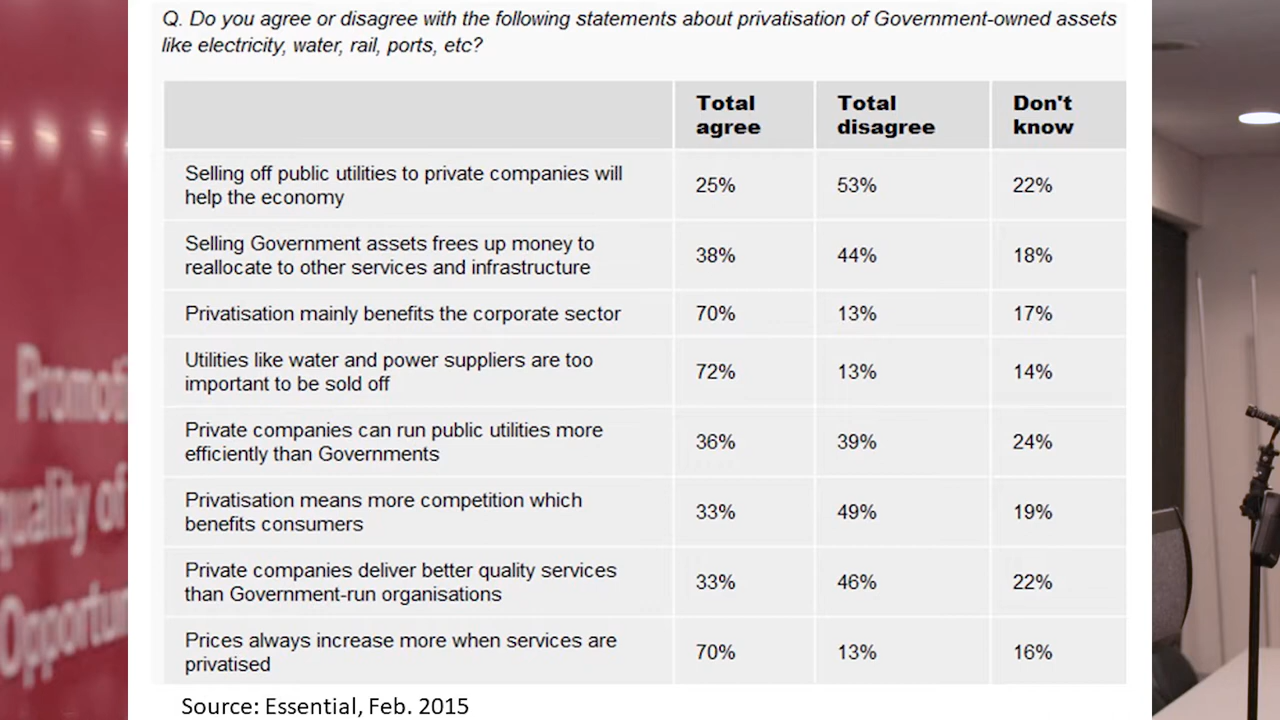 Q. Do you agree or disagree with the following statements about privatisation of Government-owned assets
like electricity, water, rail, ports, etc?
Total agree Total disagree Don't know
Selling off public utilities to private companies will
help the economy 25% 53% 22%
Selling Government assets frees up money to
reallocate to other services and infrastructure 38% 44% 18%
Privatisation mainly benefits the corporate sector 70% 13% 17%
Utilities like water and power suppliers are too
important to be sold off 72% 13% 14%
Private companies can run public utilities more
efficiently than Governments 36% 39% 24%
Privatisation means more competition which
benefits consumers 33% 49% 19%
Private companies deliver better quality services
than Government-run organisations 33% 46% 22%
Prices always increase more when services are
privatised 70% 13% 16%
Source: Essential, Feb. 2015
of